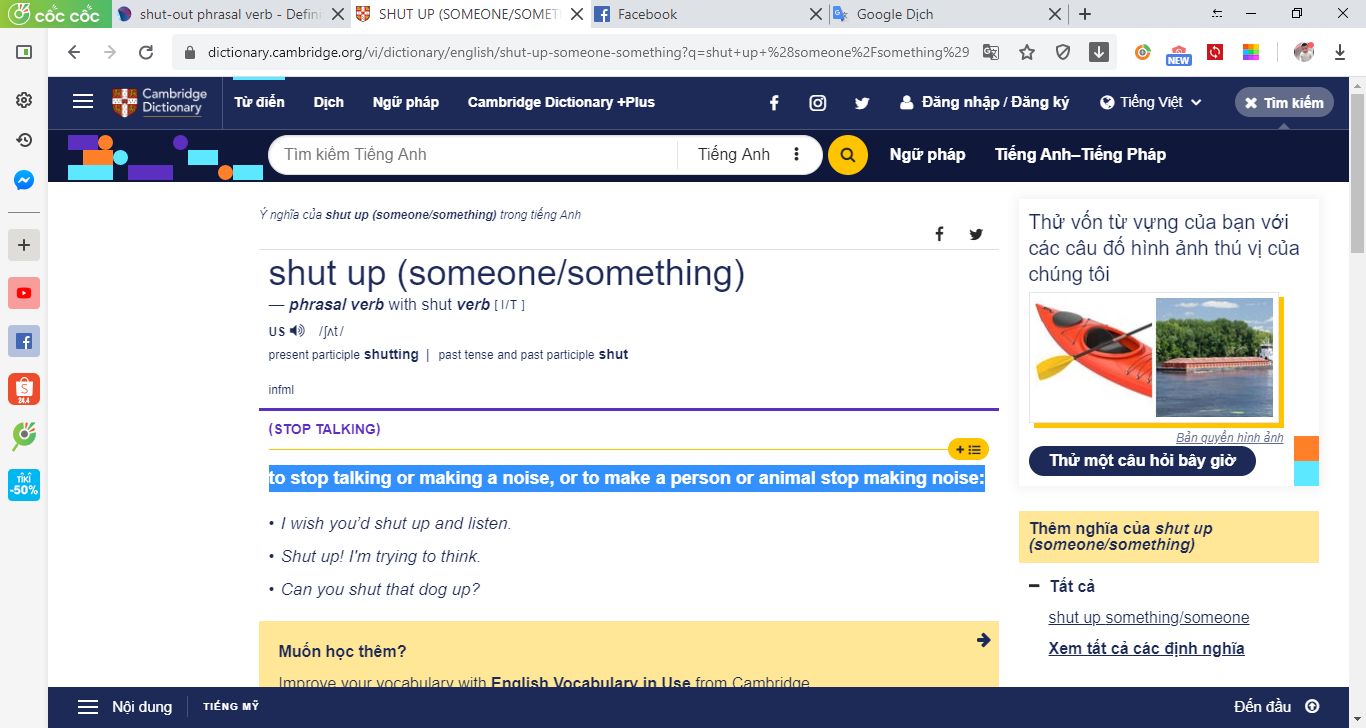 cốc cốc
shut-out phrasal verb - Defini
SHUT UP (SOMEONE/SOMETI
Facebook
Google Dịch
dictionary.cambridge.org/vi/dictionary/english/shut-up-someone-something?q=shut+up+%28someone%2Fsomething%29
NEW
Cambridge
Dictionary
Từ điển
Dịch
Ngữ pháp
Cambridge Dictionary +Plus
Đăng nhập / Đăng ký
Tiếng Việt
Tìm kiếm
Tìm kiếm Tiếng Anh
Tiếng Anh
Ngữ pháp
Tiếng Anh–Tiếng Pháp
Ý nghĩa của shut up (someone/something) trong tiếng Anh
shut up (someone/something)
— phrasal verb with shut verb [ I/T ]
US /ʃʌt/
present participle shutting | past tense and past participle shut
infml
(STOP TALKING)
to stop talking or making a noise, or to make a person or animal stop making noise:
• I wish you’d shut up and listen.
• Shut up! I'm trying to think.
• Can you shut that dog up?
Muốn học thêm?
Improve your vocabulary with English Vocabulary in Use from Cambridge
Thử vốn từ vựng của bạn với
các câu đố hình ảnh thú vị của
chúng tôi
Bản quyền hình ảnh
Thử một câu hỏi bây giờ
Thêm nghĩa của shut up
(someone/something)
Tất cả
shut up something/someone
Xem tất cả các định nghĩa
24.4
TIKI
-50%
Nội dung
TIẾNG MỸ
Đến đầu